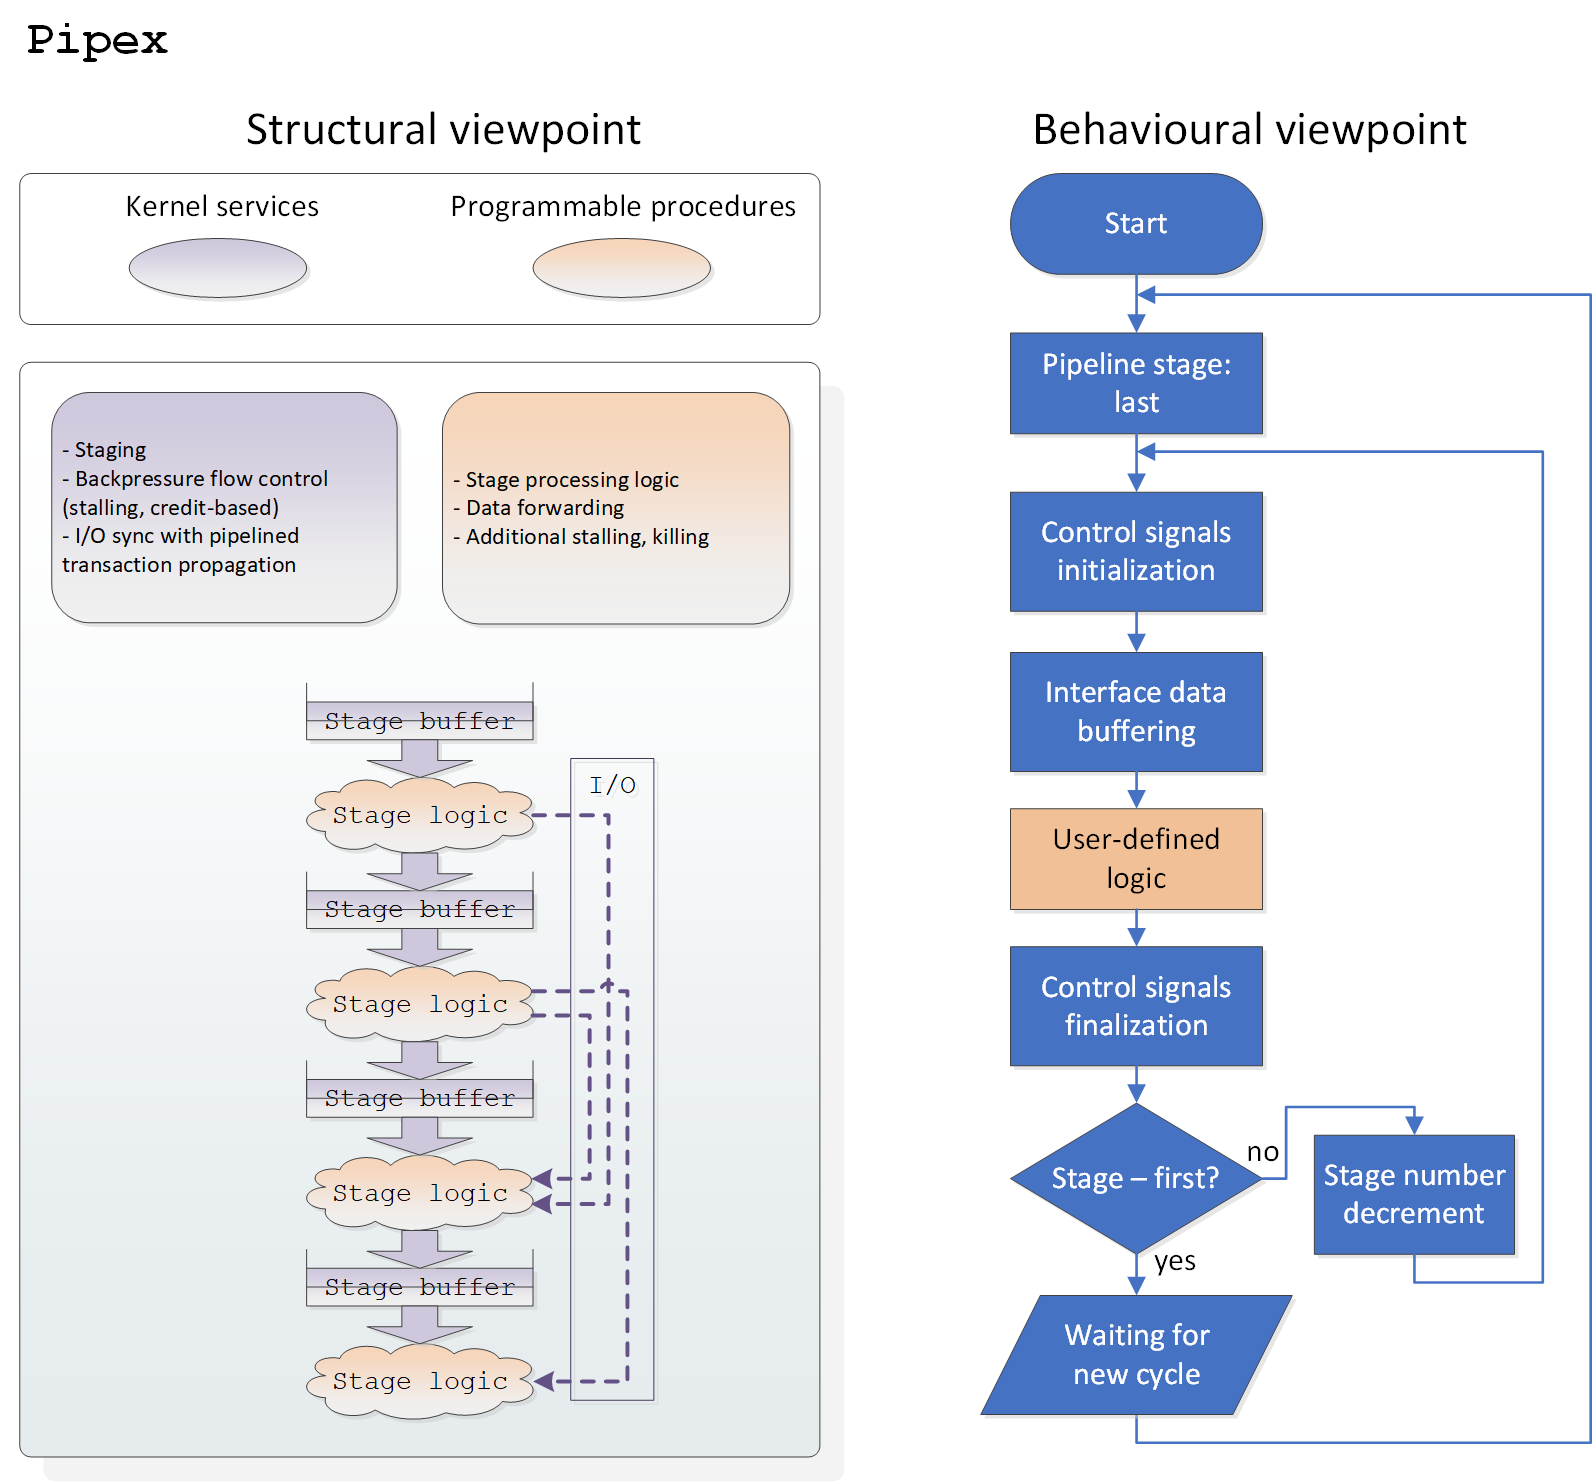 Pipex
Structural viewpoint
Kernel services
Programmable procedures
- Staging
- Backpressure flow control
(stalling, credit-based)
- I/O sync with pipelined
transaction propagation
- Stage processing logic
- Data forwarding
- Additional stalling, killing
Stage buffer
I/O
Stage logic
Stage buffer
Stage logic
Stage buffer
Stage logic
Stage buffer
Stage logic
Behavioural viewpoint
Start
Pipeline stage:
last
Control signals
initialization
Interface data
buffering
User-defined
logic
Control signals
finalization
Stage – first?
no
Stage number
decrement
yes
Waiting for
new cycle